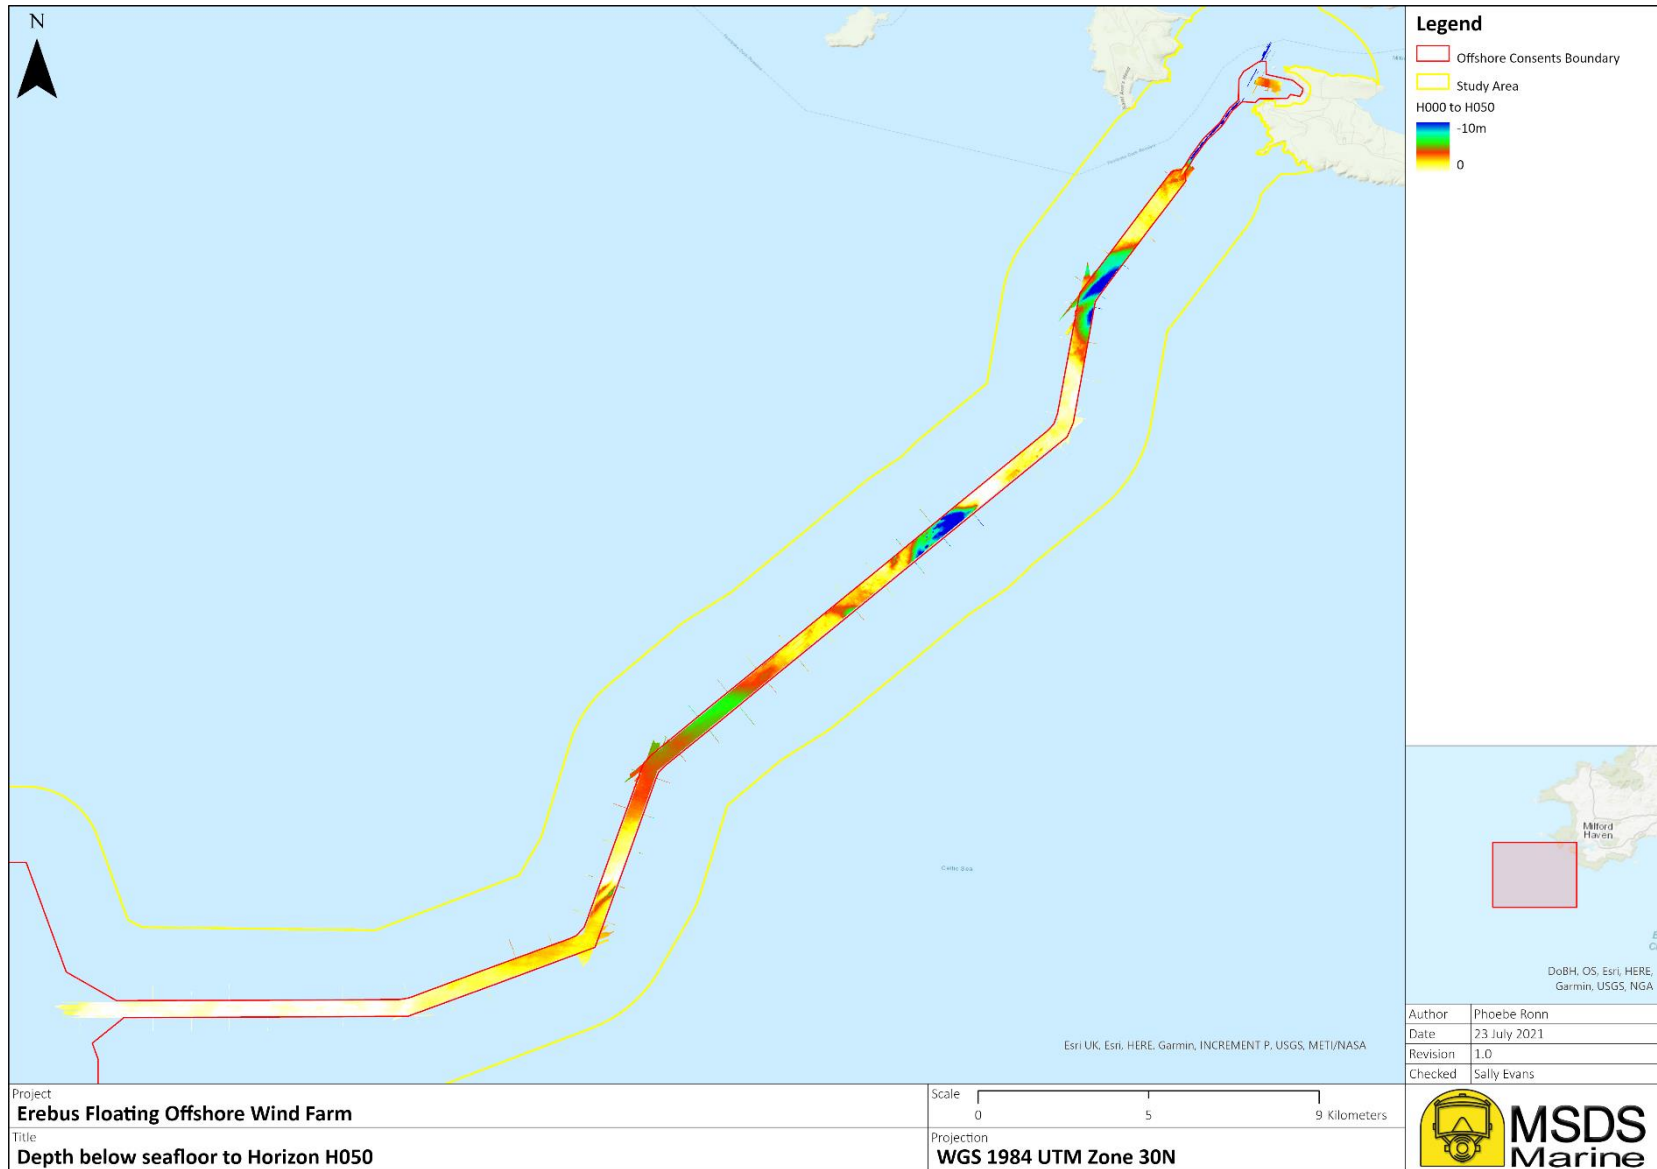 N
Legend
Offshore Consents Boundary
Study Area
H000 to H050
-10m
0
Celtic Sea
Milford
Haven
DoBH, OS, Esri, HERE,
Garmin, USGS, NGA
Esri UK, Esri, HERE, Garmin, INCREMENT P, USGS, METI/NASA
Author Phoebe Ronn
Date 23 July 2021
Revision 1.0
Checked Sally Evans
Project
Erebus Floating Offshore Wind Farm
Title
Depth below seafloor to Horizon H050
Scale
0 5 9 Kilometers
Projection
WGS 1984 UTM Zone 30N
MSDS
Marine